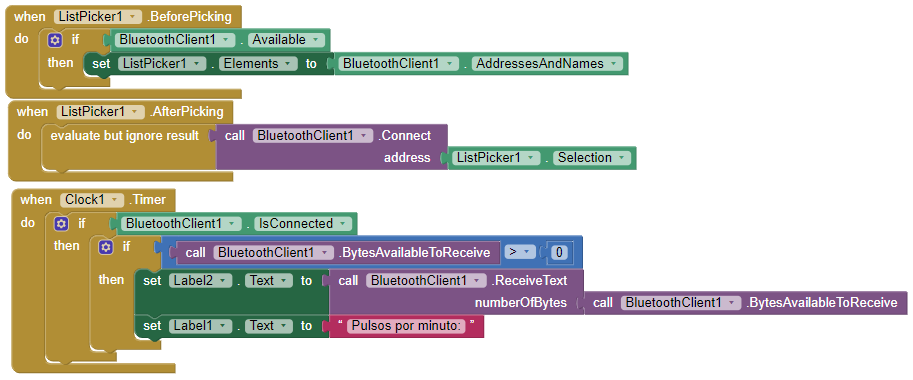 when ListPicker1 .BeforePicking
do if BluetoothClient1 . Available
then set ListPicker1 . Elements to BluetoothClient1 . AddressesAndNames
when ListPicker1 .AfterPicking
do evaluate but ignore result call BluetoothClient1 .Connect
address ListPicker1 . Selection
when Clock1 .Timer
do if BluetoothClient1 . IsConnected
then if call BluetoothClient1 .BytesAvailableToReceive > 0
then set Label2 . Text to call BluetoothClient1 .ReceiveText
numberOfBytes call BluetoothClient1 .BytesAvailableToReceive
set Label1 . Text to " Pulsos por minuto: "